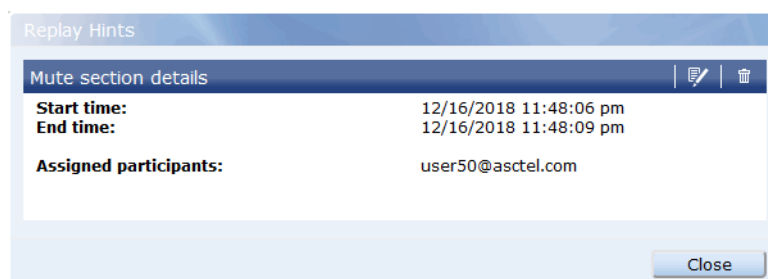 Replay Hints
Mute section details
Start time: 12/16/2018 11:48:06 pm
End time: 12/16/2018 11:48:09 pm
Assigned participants: user50@asctel.com
Close